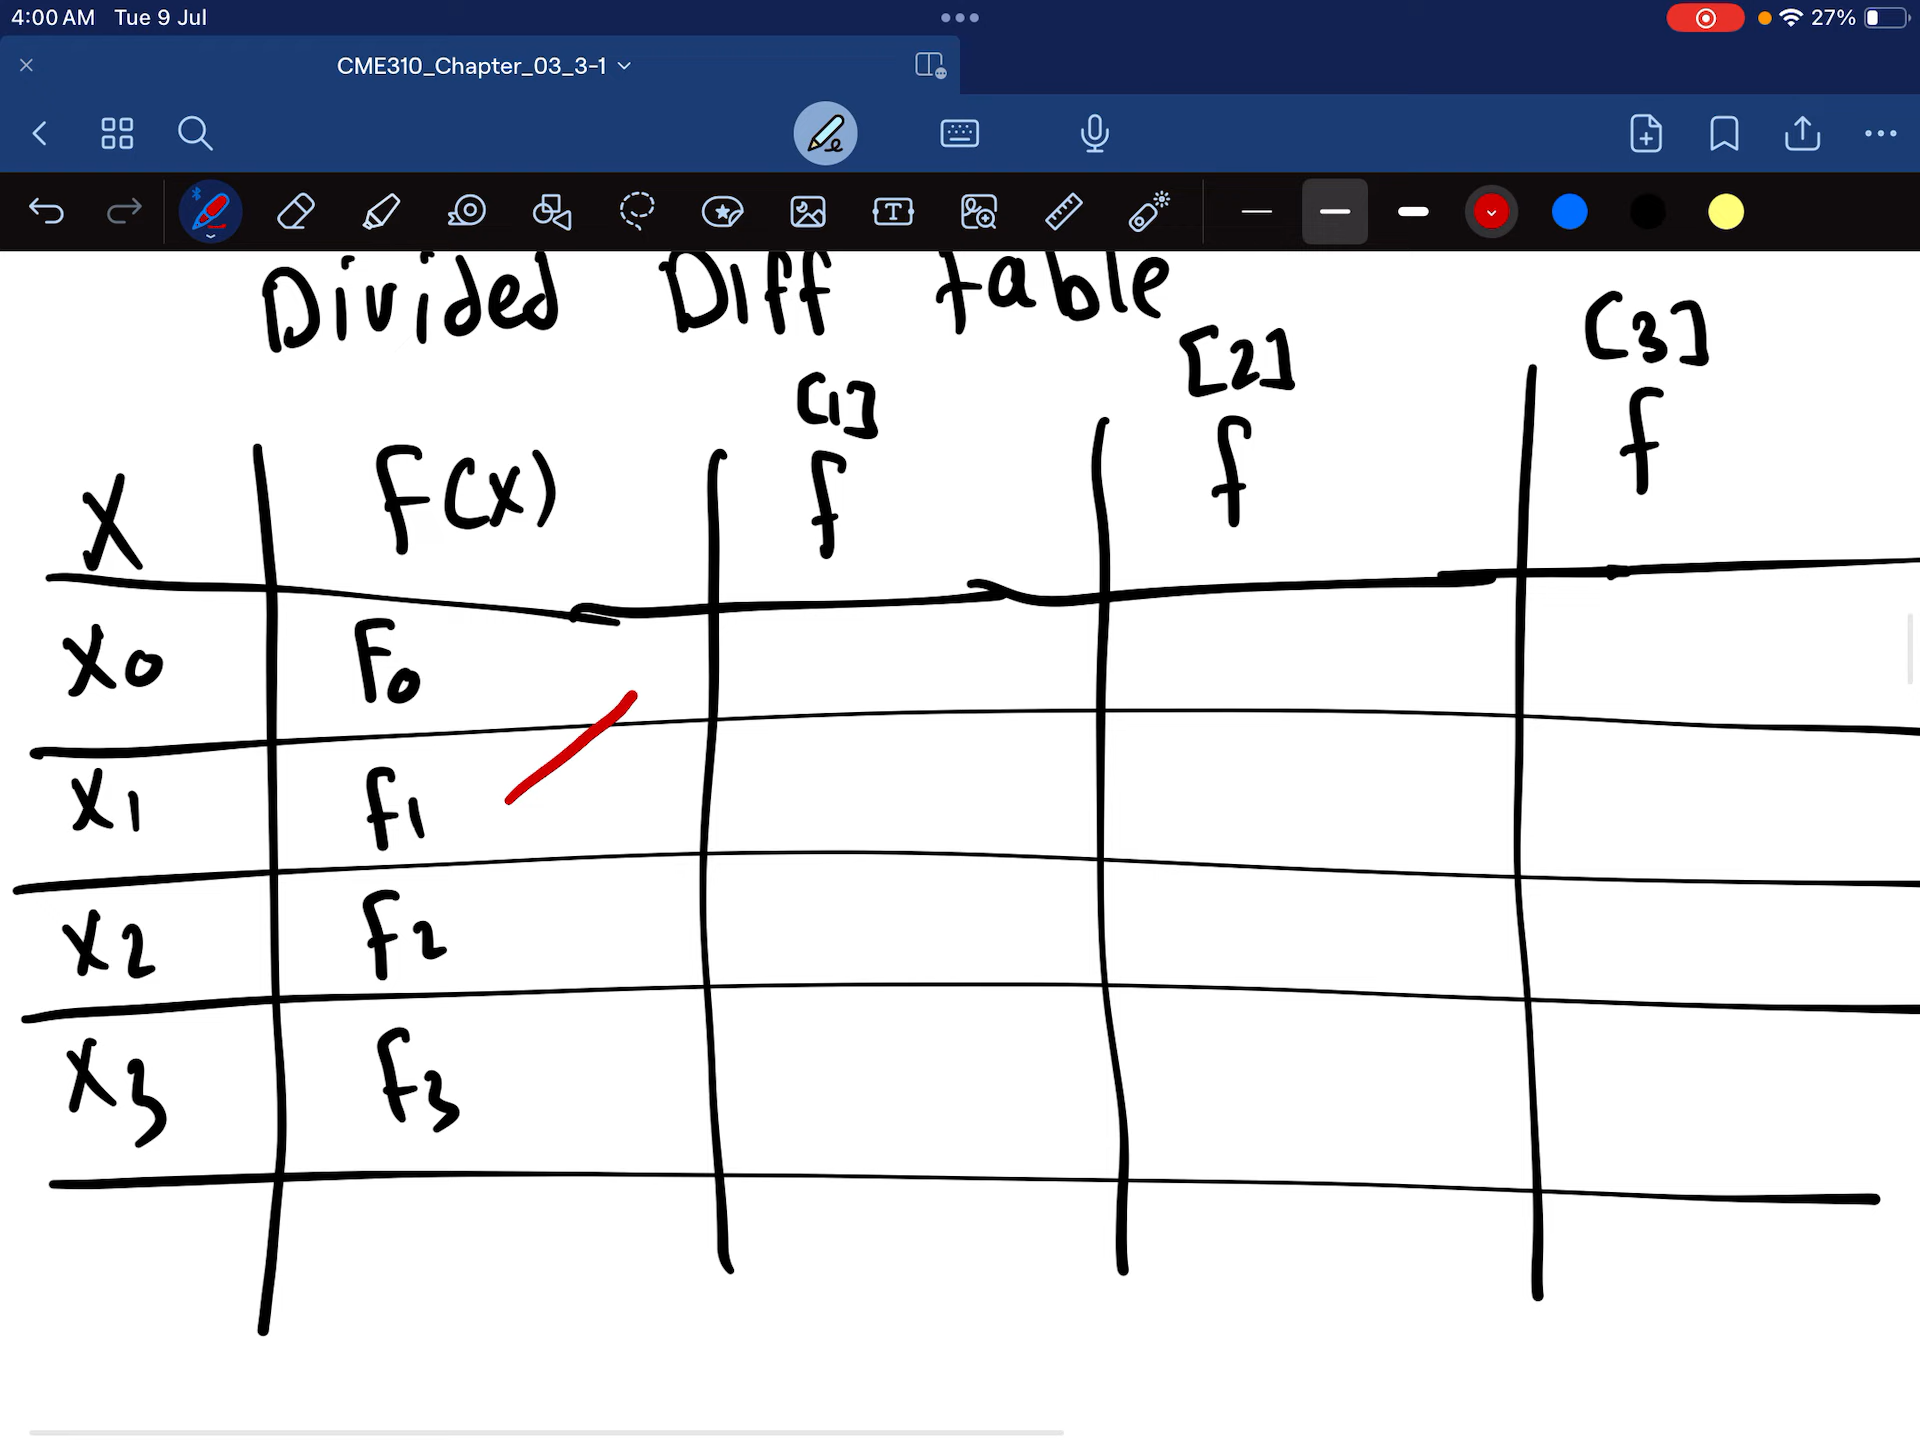 4:00 AM Tue 9 Jul
27%
CME310_Chapter_03_3-1
Divided Diff table
[1] [2] [3]
X F(X) f f f
X0 F0
X1 f1
X2 f2
X3 f3